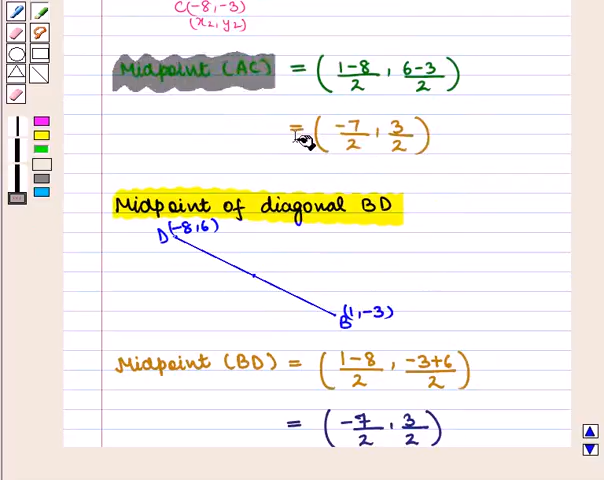 C(-8,-3)
(x₂,y₂)
Midpoint (AC) = ( 1-8/2 , 6-3/2 )
= ( -7/2 , 3/2 )
Midpoint of diagonal BD
D(-8,6)
B(1,-3)
Midpoint (BD) = ( 1-8/2 , -3+6/2 )
= ( -7/2 , 3/2 )